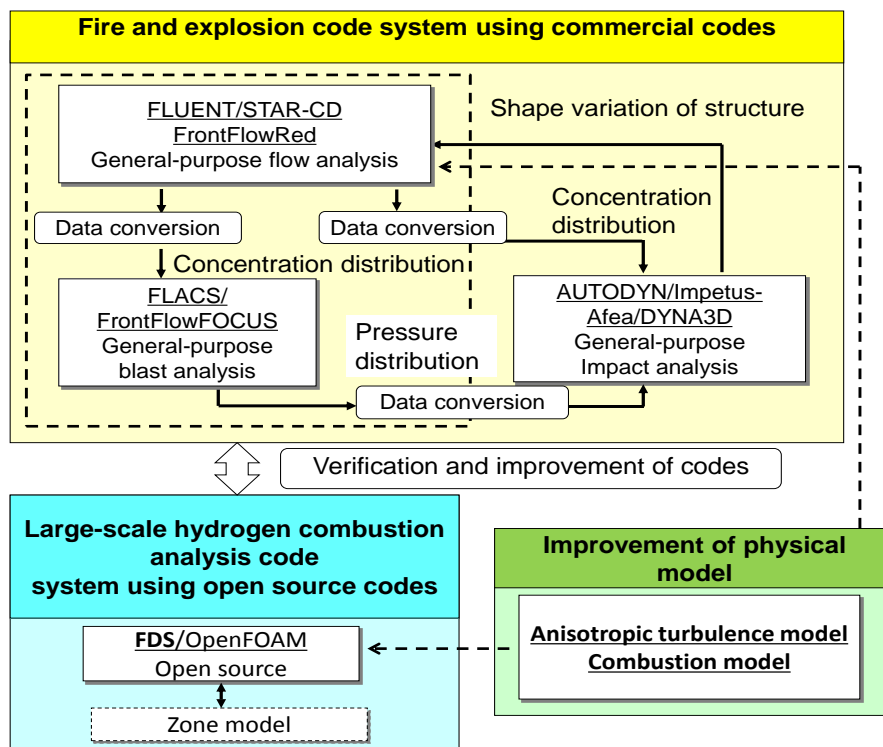 Fire and explosion code system using commercial codes
FLUENT/STAR-CD
FrontFlowRed
General-purpose flow analysis
Shape variation of structure
Data conversion
Data conversion
Concentration
distribution
Concentration distribution
FLACS/
FrontFlowFOCUS
General-purpose
blast analysis
Pressure
distribution
AUTODYN/Impetus-
Afea/DYNA3D
General-purpose
Impact analysis
Data conversion
Verification and improvement of codes
Large-scale hydrogen combustion
analysis code
system using open source codes
FDS/OpenFOAM
Open source
Zone model
Improvement of physical
model
Anisotropic turbulence model
Combustion model